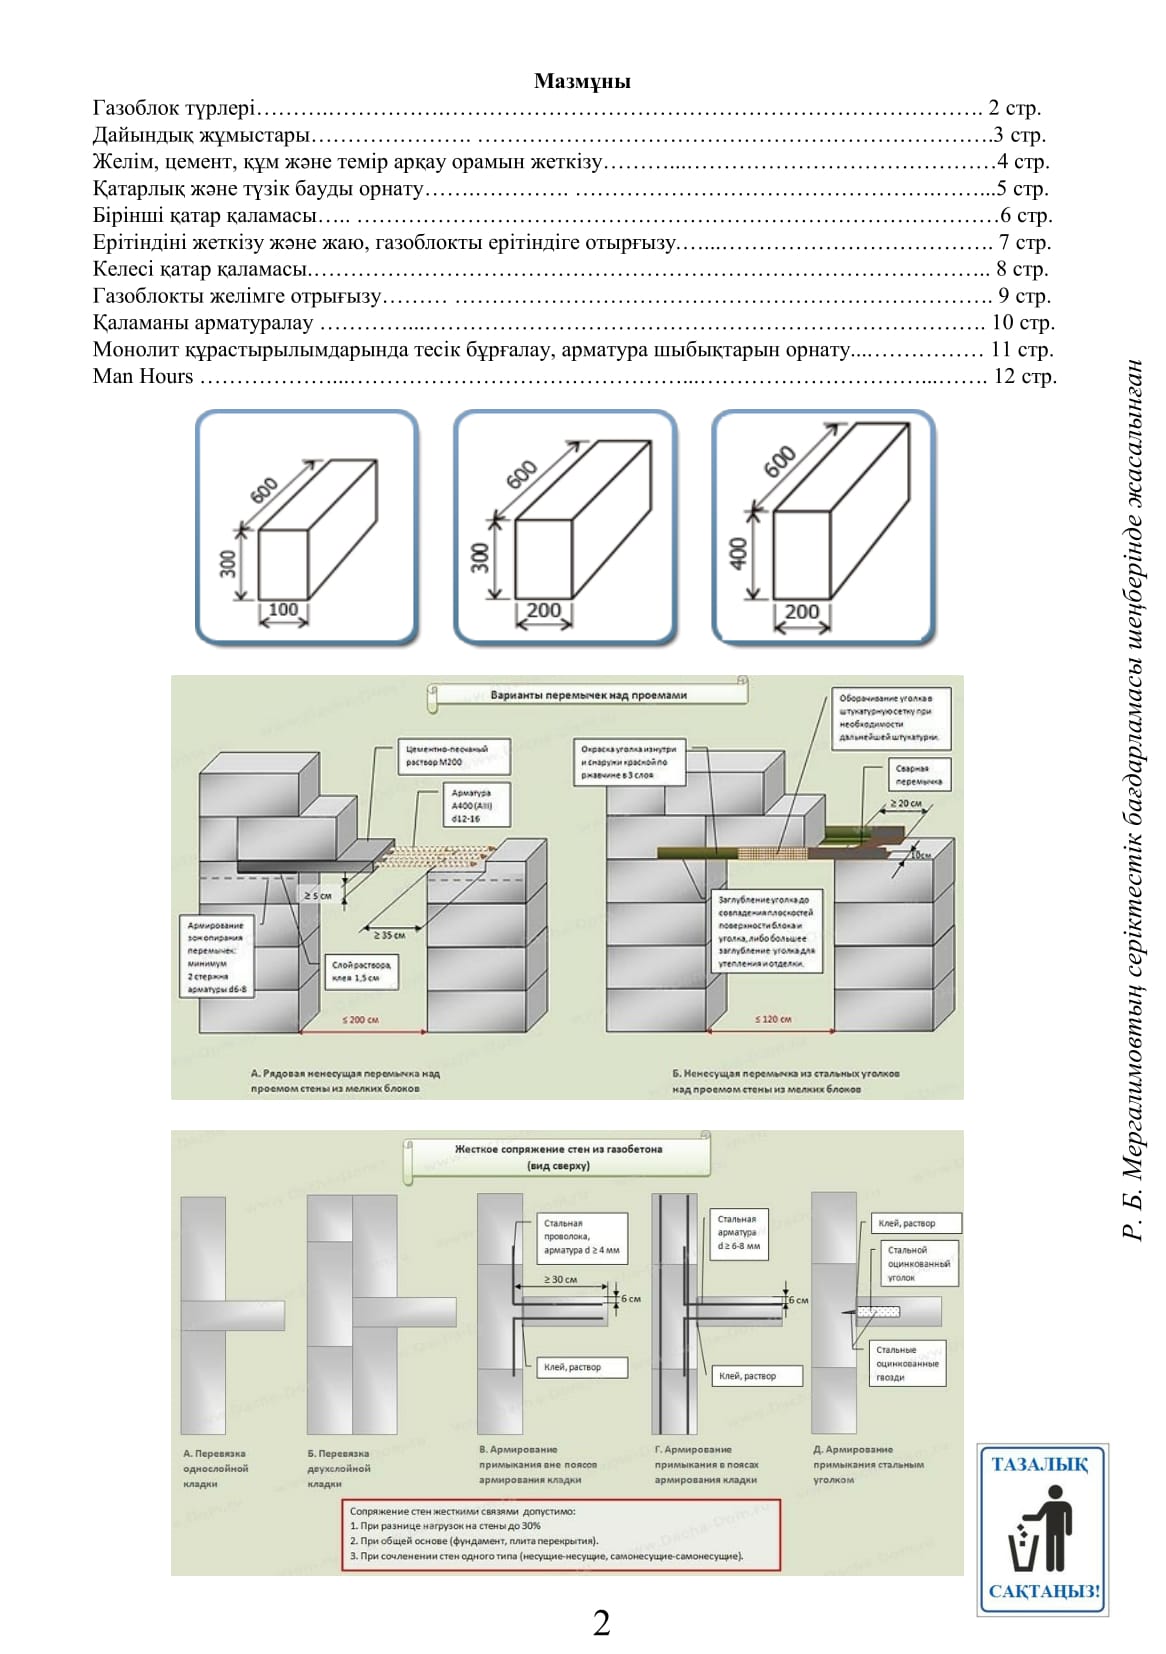 Мазмұны
Газоблок түрлері……….…………….……………………………………………………………. 2 стр.
Дайындық жұмыстары………………… …………………………………………………………….3 стр.
Желім, цемент, құм және темір арқау орамын жеткізу………...……………………………………4 стр.
Қатарлық және түзік бауды орнату…….…………. ………………………………………….……...5 стр.
Бірінші қатар қаламасы….. ……………………………………………………………………………6 стр.
Ерітіндіні жеткізу және жаю, газоблокты ерітіндіге отырғызу.…...………………………………. 7 стр.
Келесі қатар қаламасы.……………………………………………………………………………….. 8 стр.
Газоблокты желімге отрығызу……… ………………………………………………………………. 9 стр.
Қаламаны арматуралау …………...…………………………………………………………………. 10 стр.
Монолит құрастырылымдарында тесік бұрғалау, арматура шыбықтарын орнату...…………… 11 стр.
Man Hours ………………...………………………………………...…………………………...……. 12 стр.
600
300
100
600
300
200
600
400
200
Варианты перемычек над проемами
Оборачивание уголка в
штукатурную сетку при
необходимости
дальнейшей штукатурки.
Цементно-песчаный
раствор М200
Окраска уголка изнутри
и снаружи краской по
ржавчине в 3 слоя
Сварная
перемычка
Арматура
А400 (АIII)
d12-16
≥ 20 см
10см
≥ 5 см
Заглубление уголка до
совпадения плоскостей
поверхности блока и
уголка, либо большее
заглубление уголка для
утепления и отделки.
Армирование
зон опирания
перемычек:
минимум
2 стержня
арматуры d6-8
≥ 35 см
Слой раствора,
клея 1,5 см
≤ 200 см
≤ 120 см
А. Рядовая ненесущая перемычка над
проемом стены из мелких блоков
Б. Ненесущая перемычка из стальных уголков
над проемом стены из мелких блоков
Жесткое сопряжение стен из газобетона
(вид сверху)
Стальная
проволока,
арматура d ≥ 4 мм
Стальная
арматура
d ≥ 6-8 мм
Клей, раствор
Стальной
оцинкованный
уголок
≥ 30 см
6 см
6 см
Клей, раствор
Клей, раствор
Стальные
оцинкованные
гвозди
А. Перевязка
однослойной
кладки
Б. Перевязка
двухслойной
кладки
В. Армирование
примыкания вне поясов
армирования кладки
Г. Армирование
примыкания в поясах
армирования кладки
Д. Армирование
примыкания стальным
уголком
Сопряжение стен жесткими связями допустимо:
1. При разнице нагрузок на стены до 30%
2. При общей основе (фундамент, плита перекрытия).
3. При сочленении стен одного типа (несущие-несущие, самонесущие-самонесущие).
Р. Б. Мергалимовтың серіктестік бағдарламасы шеңберінде жасалынған
ТАЗАЛЫҚ
САҚТАҢЫЗ!
2